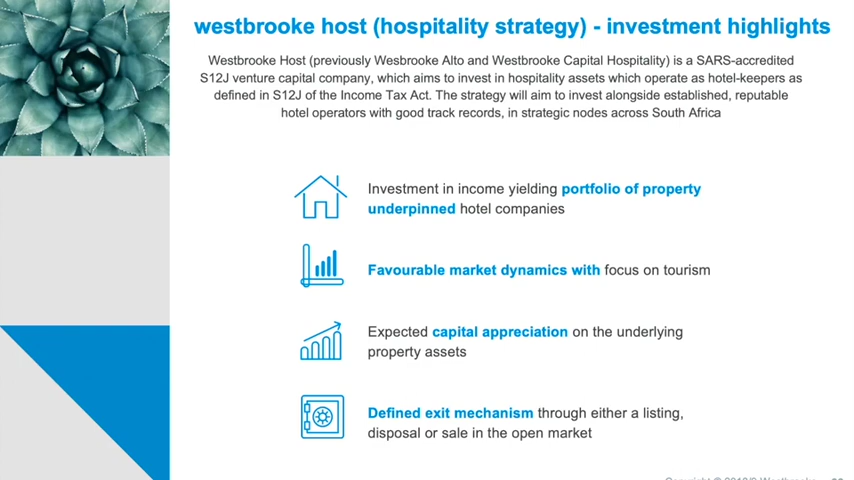 westbrooke host (hospitality strategy) - investment highlights
Westbrooke Host (previously Wesbrooke Alto and Westbrooke Capital Hospitality) is a SARS-accredited
S12J venture capital company, which aims to invest in hospitality assets which operate as hotel-keepers as
defined in S12J of the Income Tax Act. The strategy will aim to invest alongside established, reputable
hotel operators with good track records, in strategic nodes across South Africa
Investment in income yielding portfolio of property
underpinned hotel companies
Favourable market dynamics with focus on tourism
Expected capital appreciation on the underlying
property assets
Defined exit mechanism through either a listing,
disposal or sale in the open market